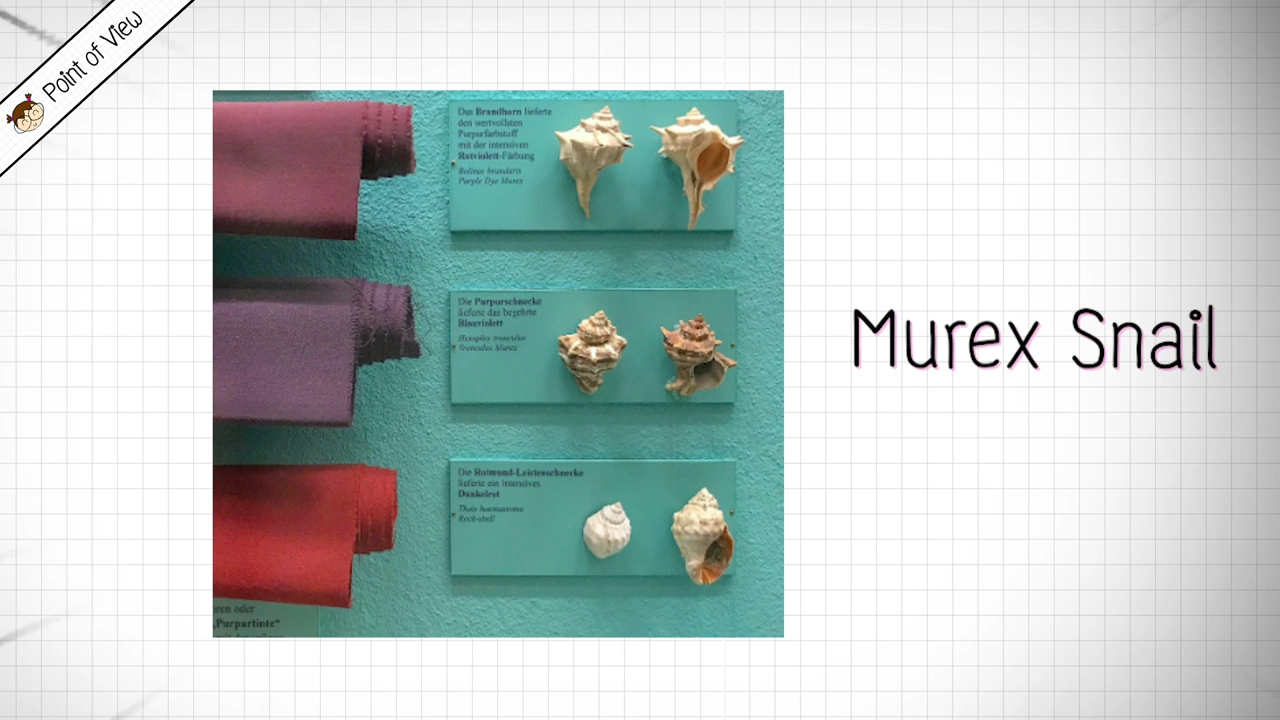 Point of View
Das Brandhorn lieferte
den wertvollsten
Purpurfarbstoff
mit der intensiven
Rotviolett-Färbung
Bolinus brandaris
Purple Dye Murex
Die Purpurschnecke
lieferte das begehrte
Blauviolett
Hexaplex trunculus
Trunculus Murex
Die Rotmund-Leistenschnecke
lieferte ein intensives
Dunkelrot
Thais haemastoma
Rock-shell
oder
„Purpurtinte“
Murex Snail